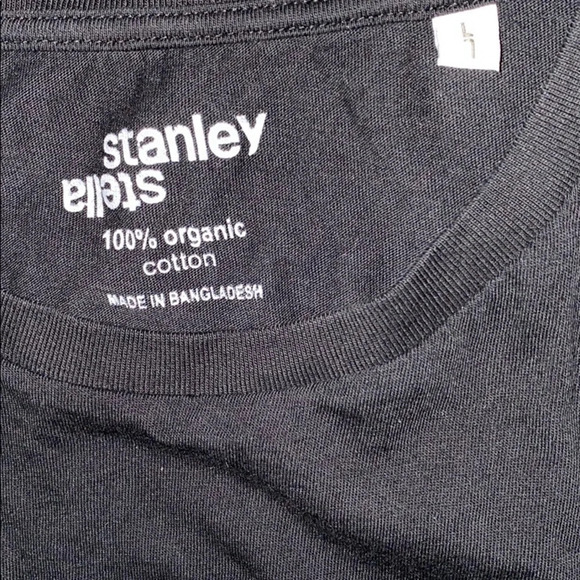 stanley
stella
100% organic
cotton
MADE IN BANGLADESH
L